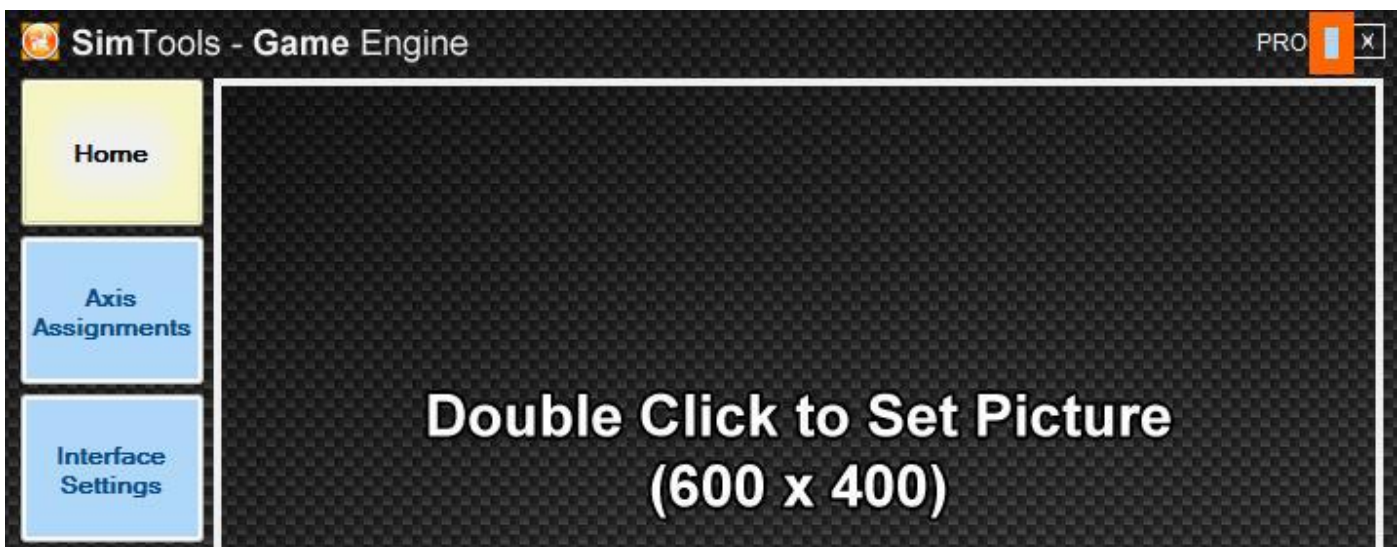 SimTools - Game Engine
PRO
X
Home
Axis
Assignments
Interface
Settings
Double Click to Set Picture
(600 x 400)